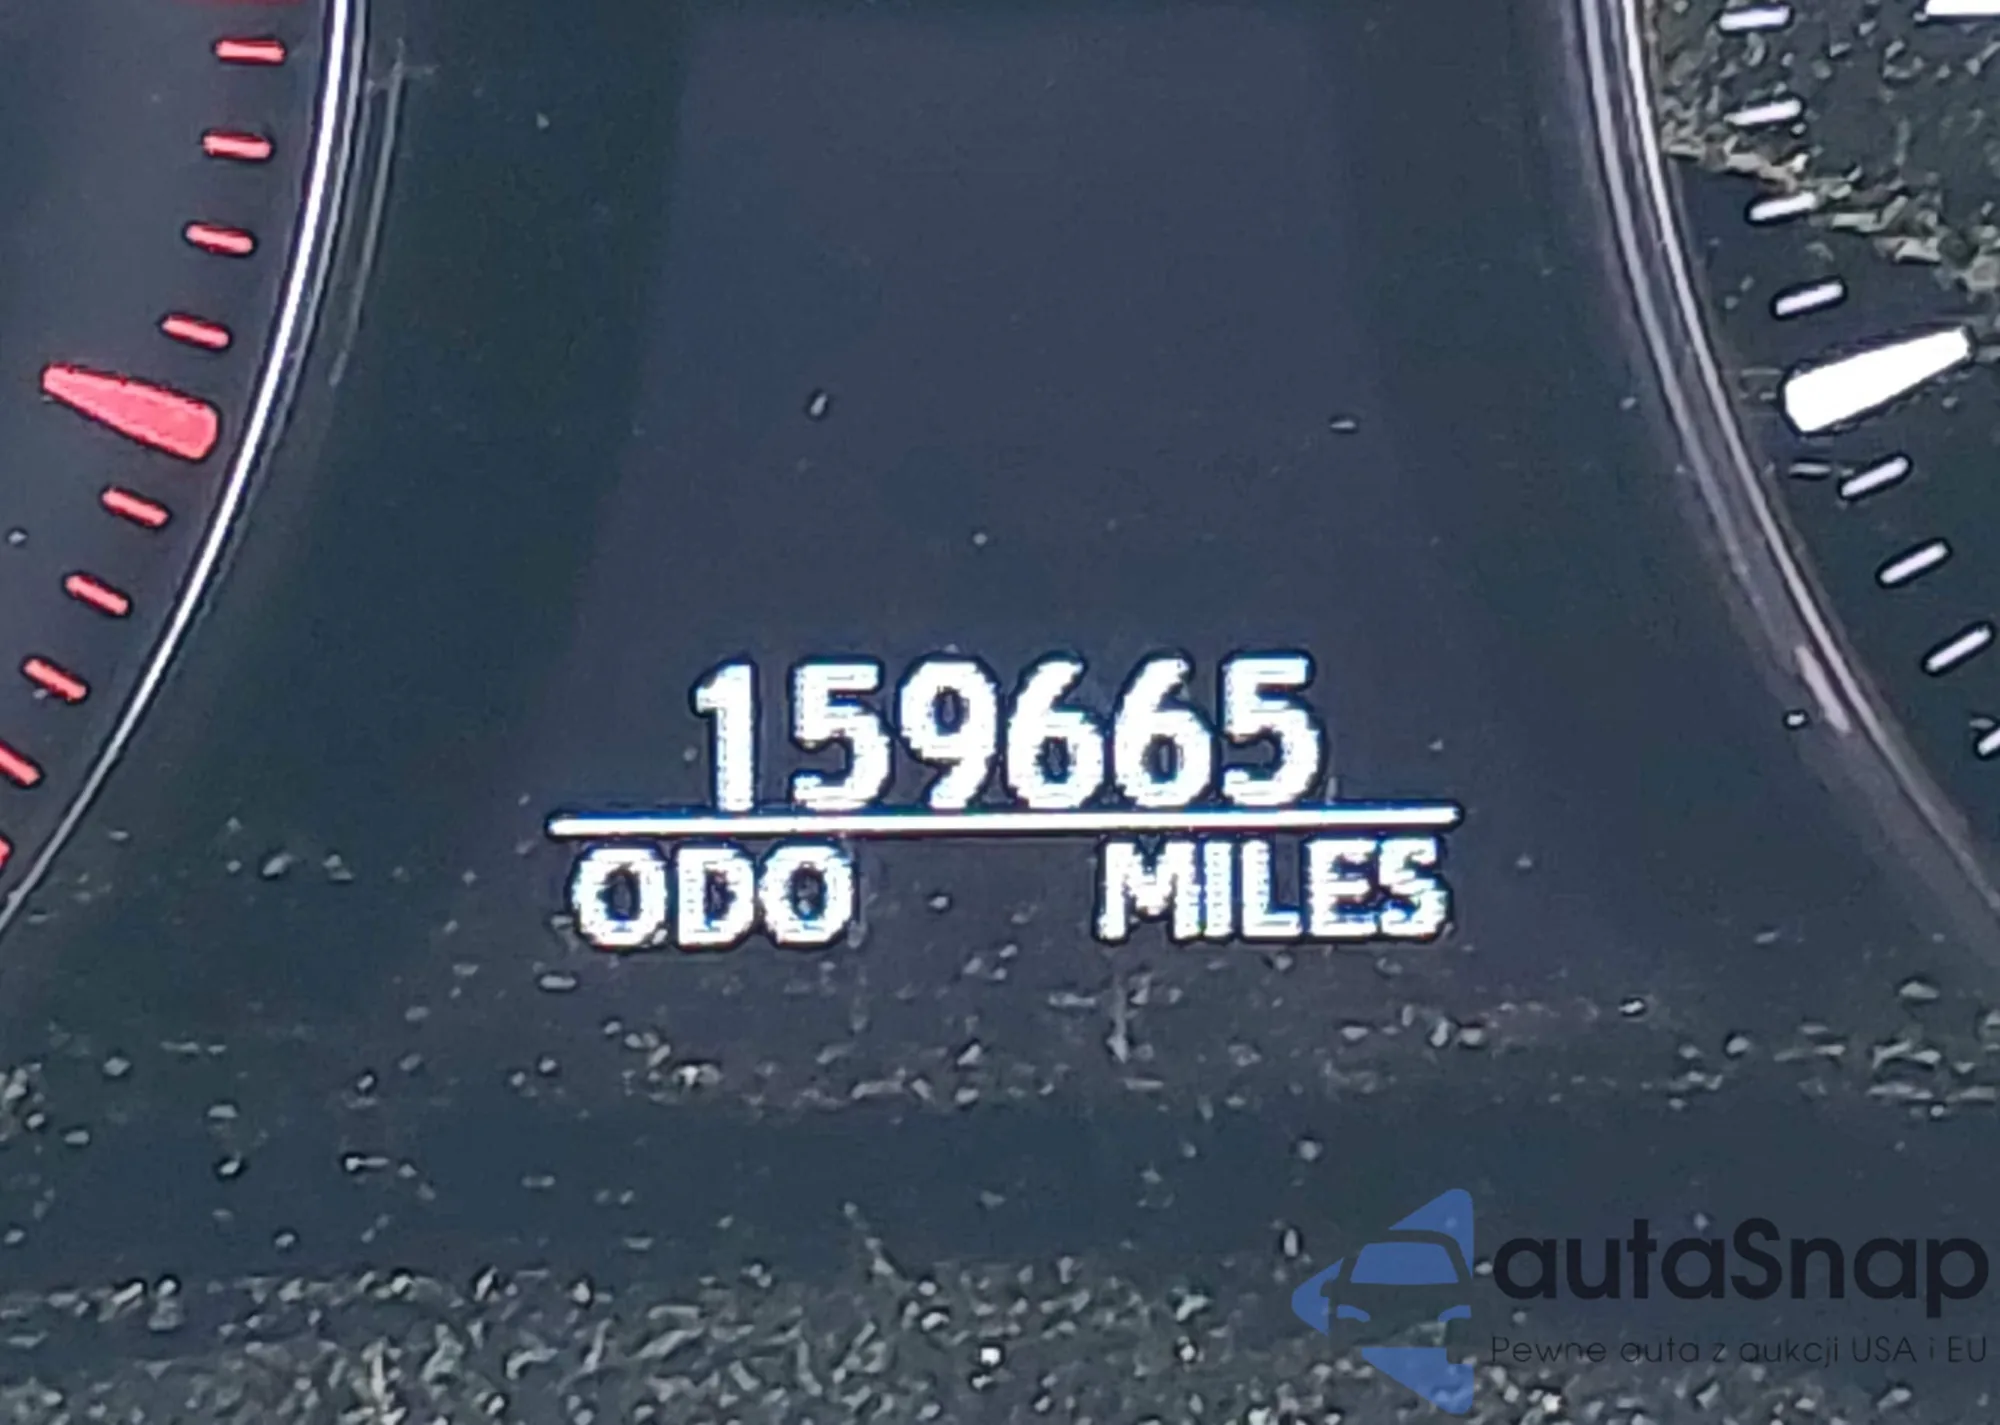 159665
ODO MILES
autaSnap
Pewne auta z aukcji USA i EU